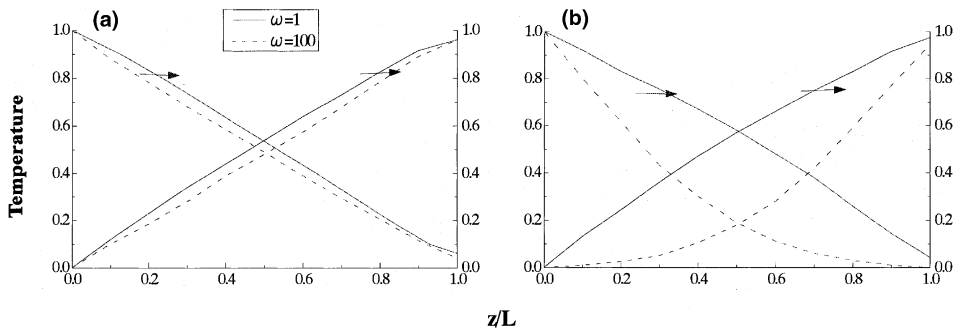 (a)
ω=1
ω=100
(b)
1.0 1.0 1.0 1.0
0.8 0.8 0.8 0.8
0.6 0.6 0.6 0.6
0.4 0.4 0.4 0.4
0.2 0.2 0.2 0.2
0.0 0.0 0.0 0.0
0.0 0.2 0.4 0.6 0.8 1.0 0.0 0.2 0.4 0.6 0.8 1.0
Temperature
z/L